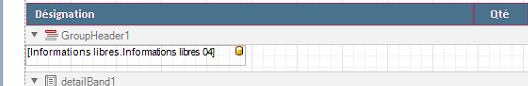 Désignation Qté
GroupHeader1
[Informations libres.Informations libres 04]
detailBand1